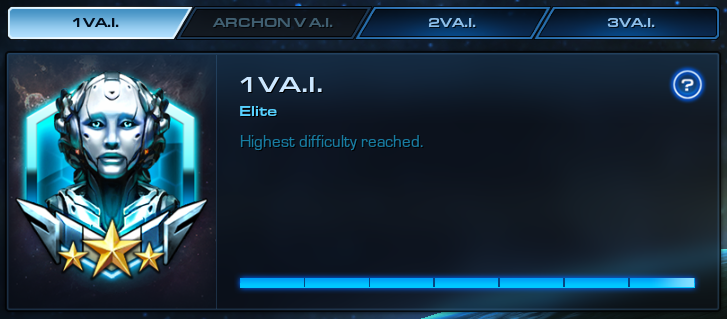 1VA.I.
ARCHON V A.I.
2VA.I.
3VA.I.
1VA.I.
?
Elite
Highest difficulty reached.